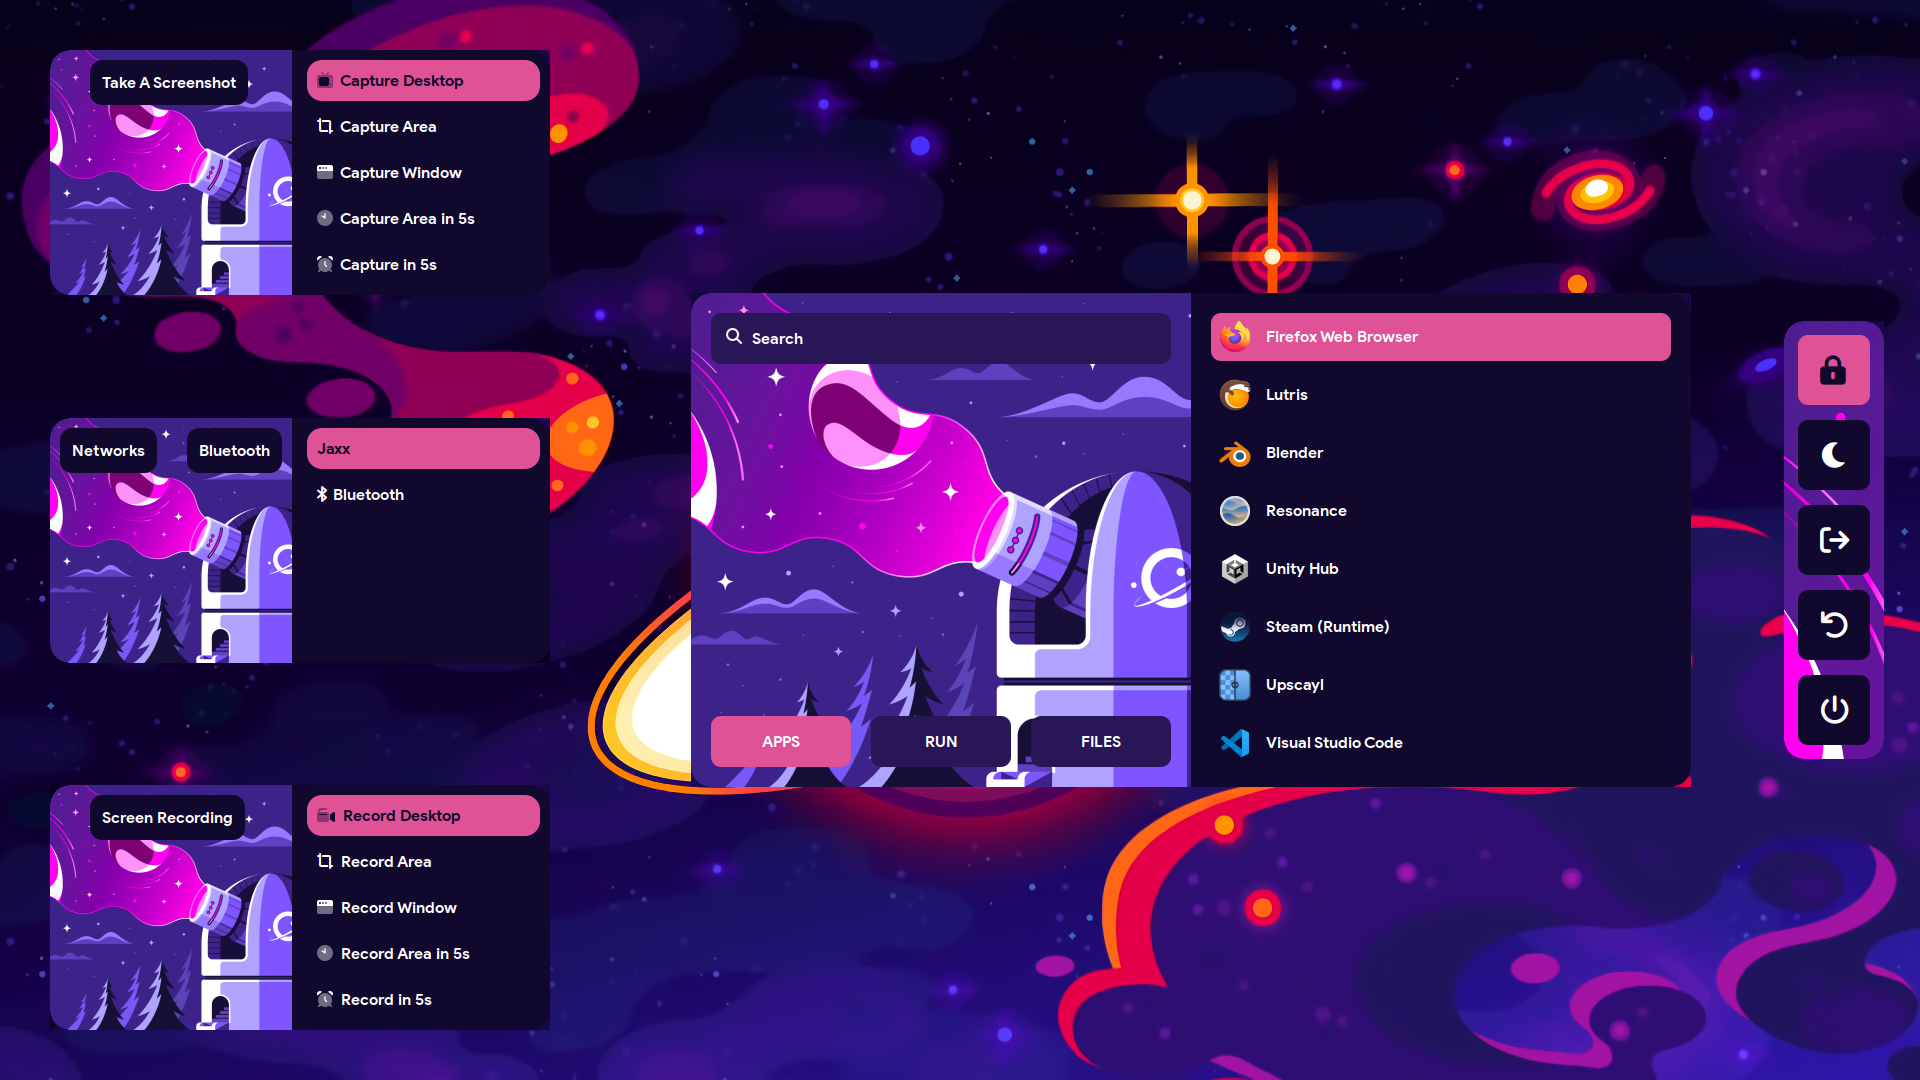 Take A Screenshot
Capture Desktop
Capture Area
Capture Window
Capture Area in 5s
Capture in 5s
Networks
Bluetooth
Jaxx
Bluetooth
Screen Recording
Record Desktop
Record Area
Record Window
Record Area in 5s
Record in 5s
Search
APPS
RUN
FILES
Firefox Web Browser
Lutris
Blender
Resonance
Unity Hub
Steam (Runtime)
Upscayl
Visual Studio Code